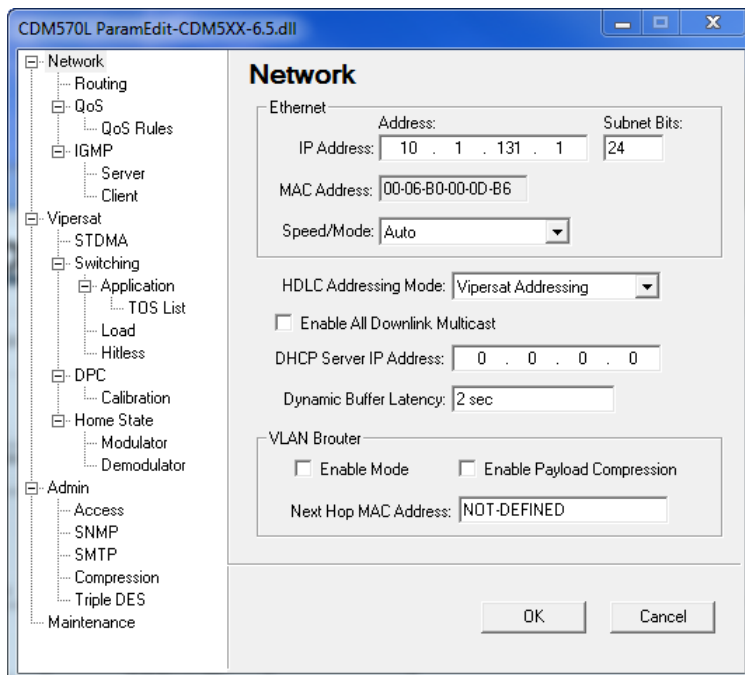 CDM570L ParamEdit-CDM5XX-6.5.dll
Network
Routing
QoS
QoS Rules
IGMP
Server
Client
Vipersat
STDMA
Switching
Application
TOS List
Load
Hitless
DPC
Calibration
Home State
Modulator
Demodulator
Admin
Access
SNMP
SMTP
Compression
Triple DES
Maintenance
Network
Ethernet
Address: Subnet Bits:
IP Address: 10 . 1 . 131 . 1 24
MAC Address: 00-06-B0-00-0D-B6
Speed/Mode: Auto
HDLC Addressing Mode: Vipersat Addressing
Enable All Downlink Multicast
DHCP Server IP Address: 0 . 0 . 0 . 0
Dynamic Buffer Latency: 2 sec
VLAN Brouter
Enable Mode Enable Payload Compression
Next Hop MAC Address: NOT-DEFINED
OK Cancel